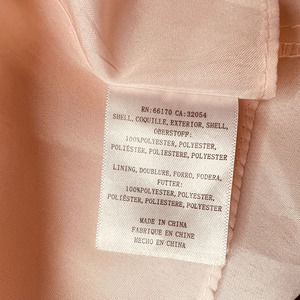 RN:66170 CA:32054
SHELL, COQUILLE, EXTERIOR, SHELL,
OBERSTOFF:
100%POLYESTER, POLYESTER,
POLIÉSTER, POLIESTERE, POLYESTER
LINING, DOUBLURE, FORRO, FODERA,
FUTTER:
100%POLYESTER, POLYESTER,
POLIÉSTER, POLIESTERE, POLYESTER
MADE IN CHINA
FABRIQUE EN CHINE
HECHO EN CHINA